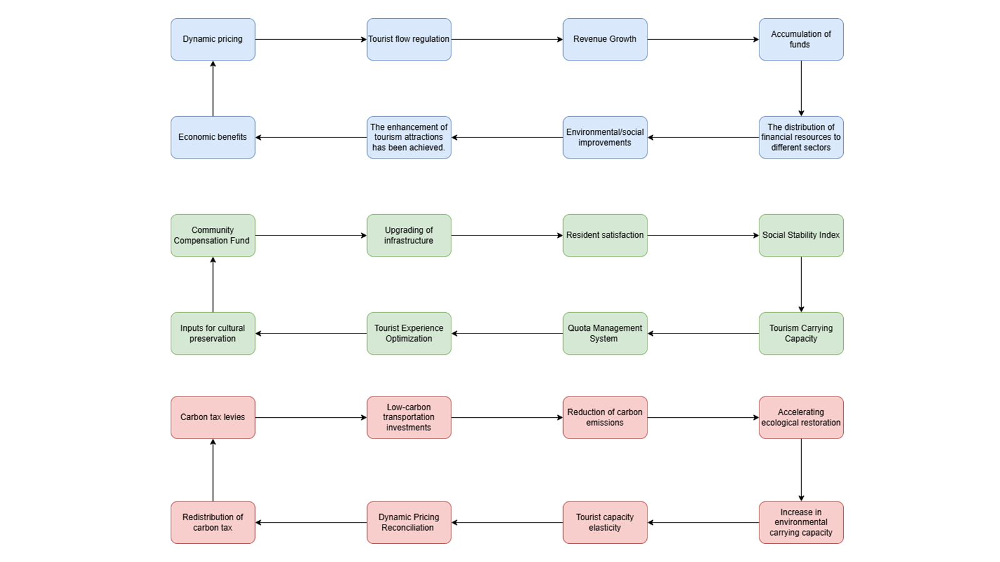 Dynamic pricing
Tourist flow regulation
Revenue Growth
Accumulation of
funds
Economic benefits
The enhancement of
tourism attractions
has been achieved.
Environmental/social
improvements
The distribution of
financial resources to
different sectors
Community
Compensation Fund
Upgrading of
infrastructure
Resident satisfaction
Social Stability Index
Inputs for cultural
preservation
Tourist Experience
Optimization
Quota Management
System
Tourism Carrying
Capacity
Carbon tax levies
Low-carbon
transportation
investments
Reduction of carbon
emissions
Accelerating
ecological restoration
Redistribution of
carbon tax
Dynamic Pricing
Reconciliation
Tourist capacity
elasticity
Increase in
environmental
carrying capacity